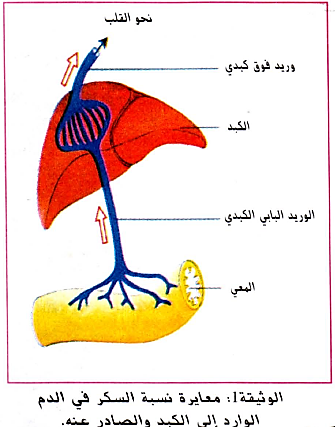 نحو القلب
وريد فوق كبدي
الكبد
الوريد البابي الكبدي
المعي
الوثيقة1: معايرة نسبة السكر في الدم
الوارد إلى الكبد والصادر عنه.